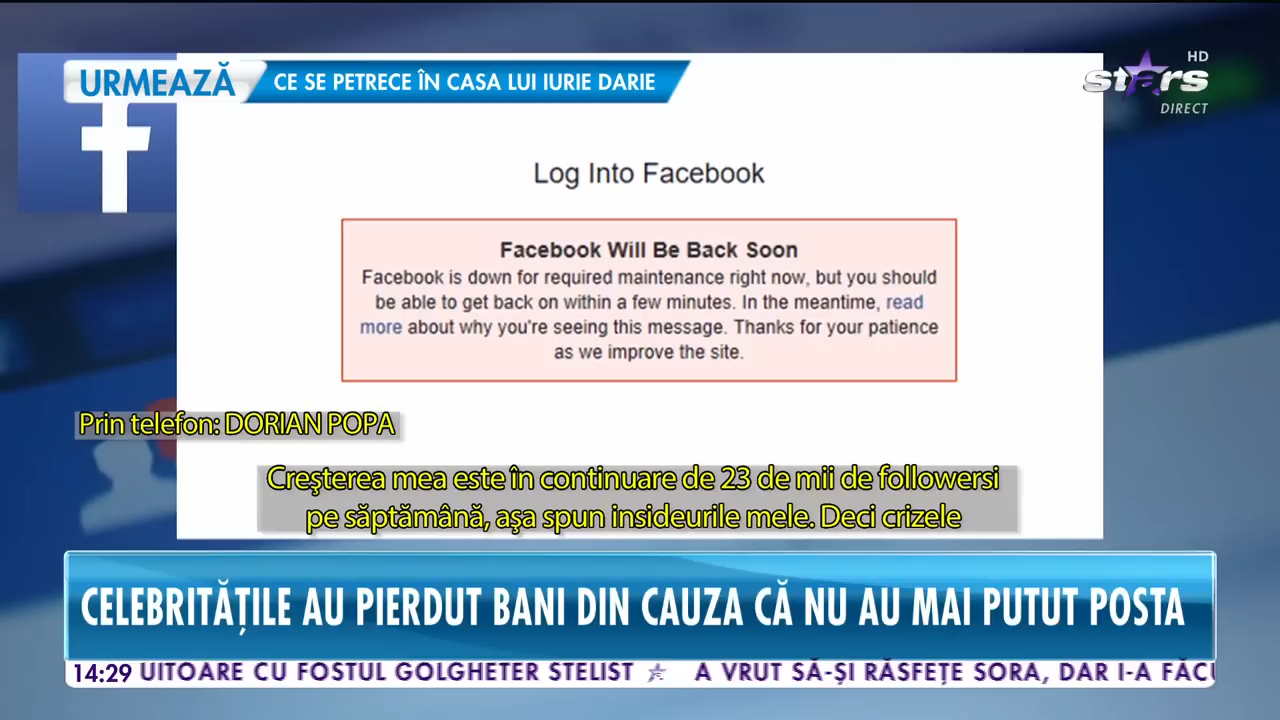 URMEAZĂ
CE SE PETRECE ÎN CASA LUI IURIE DARIE
HD
stars
DIRECT
Log Into Facebook
Facebook Will Be Back Soon
Facebook is down for required maintenance right now, but you should
be able to get back on within a few minutes. In the meantime, read
more about why you're seeing this message. Thanks for your patience
as we improve the site.
Prin telefon: DORIAN POPA
Creşterea mea este în continuare de 23 de mii de followersi
pe săptămână, aşa spun insideurile mele. Deci crizele
CELEBRITĂȚILE AU PIERDUT BANI DIN CAUZA CĂ NU AU MAI PUTUT POSTA
14:29 UITOARE CU FOSTUL GOLGHETER STELIST A VRUT SĂ-ȘI RĂSFEȚE SORA, DAR I-A FĂCU